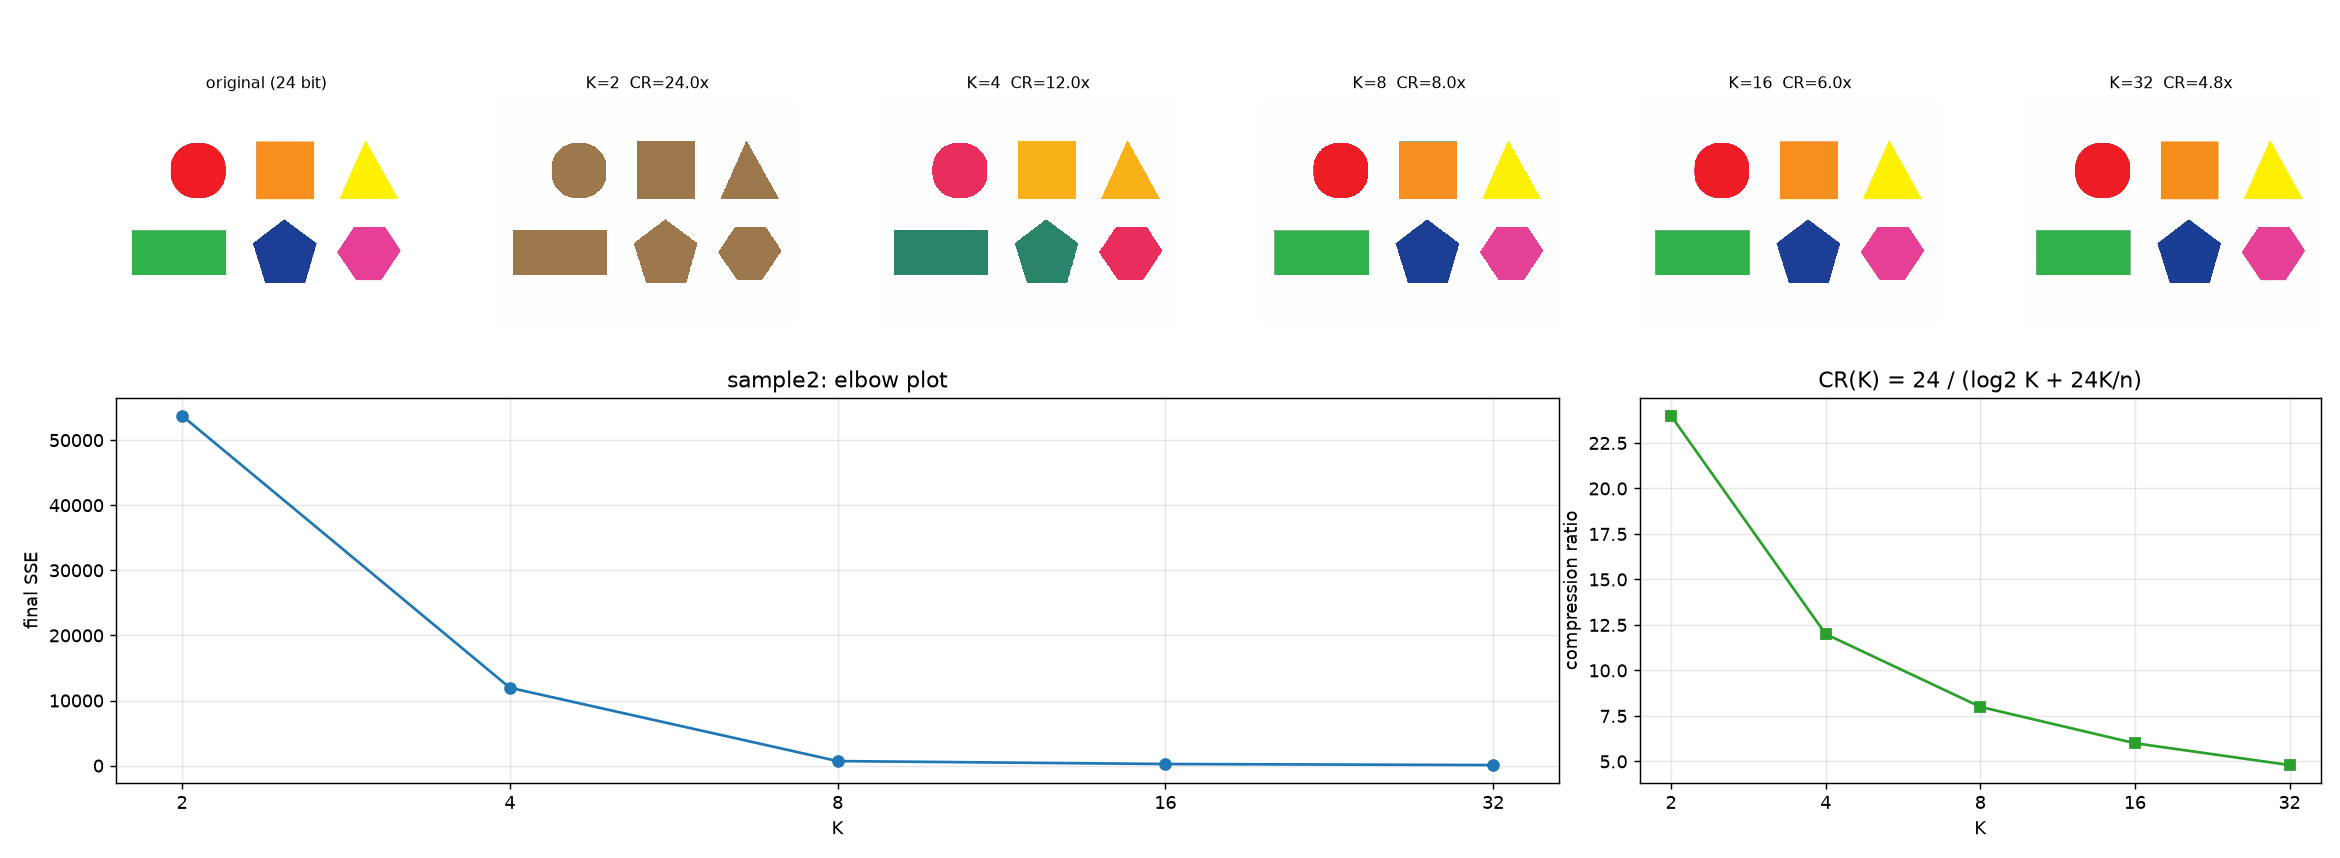 original (24 bit)
K=2 CR=24.0x
K=4 CR=12.0x
K=8 CR=8.0x
K=16 CR=6.0x
K=32 CR=4.8x
sample2: elbow plot
final SSE
50000
40000
30000
20000
10000
0
2 4 8 16 32
K
CR(K) = 24 / (log2 K + 24K/n)
compression ratio
22.5
20.0
17.5
15.0
12.5
10.0
7.5
5.0
2 4 8 16 32
K